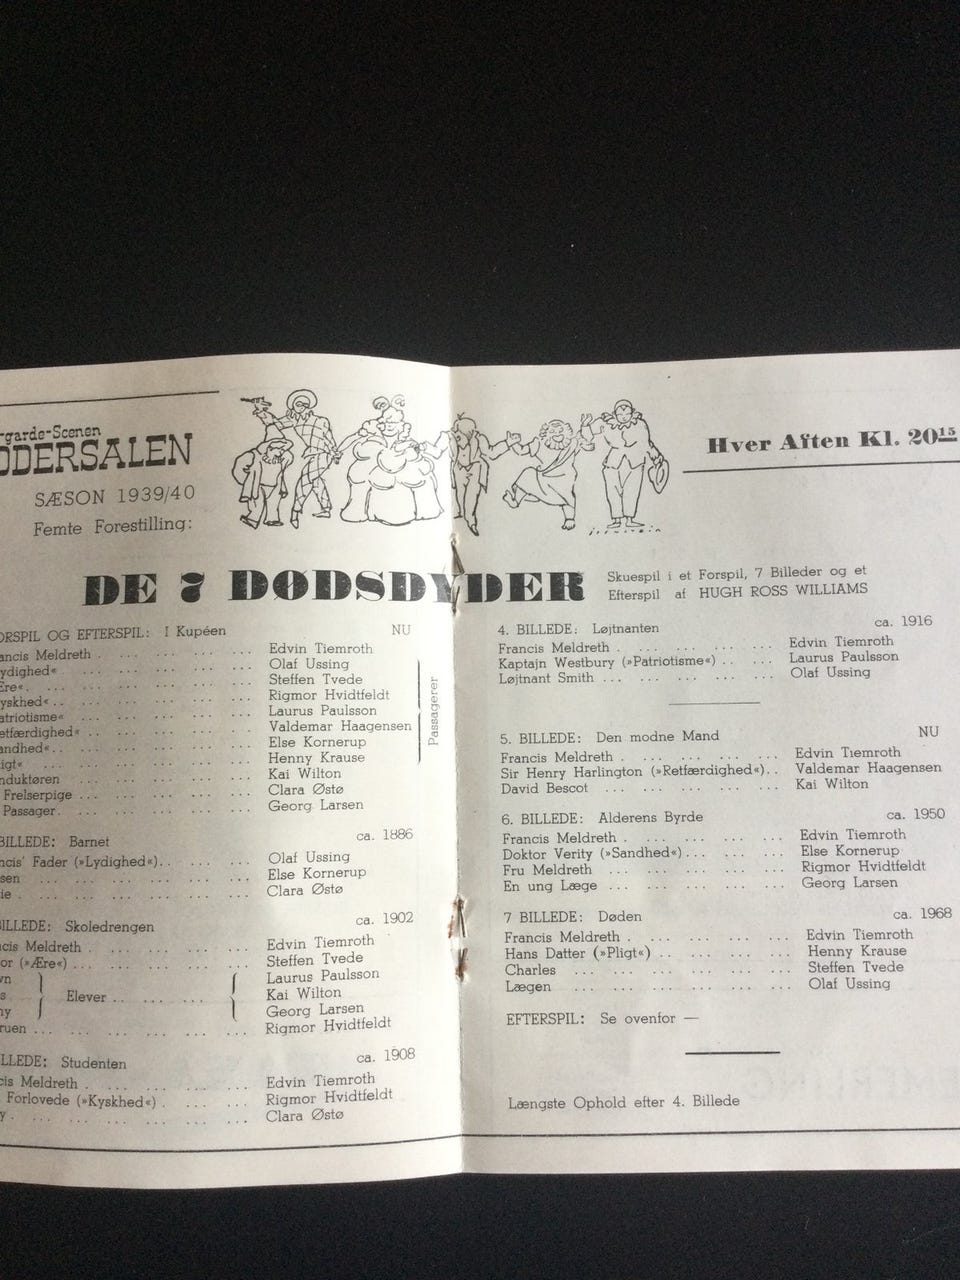 -garde-Scenen
DDERSALEN
SÆSON 1939/40
Femte Forestilling:
Hver Aften Kl. 20¹⁵
DE 7 DØDSDYDER
Skuespil i et Forspil, 7 Billeder og et
Efterspil af HUGH ROSS WILLIAMS
ORSPIL OG EFTERSPIL: I Kupéen NU
ancis Meldreth . ... ... ... ... Edvin Tiemroth
ydighed« ... ... ... ... Olaf Ussing
Ere«. ... ... ... ... Steffen Tvede
yskhed« .. ... ... ... ... Rigmor Hvidtfeldt
atriotisme« ... ... ... ... Laurus Paulsson
etfærdighed« .. ... ... ... Valdemar Haagensen
andhed«.. ... ... ... ... Else Kornerup
igt« ... ... ... ... Henny Krause
nduktøren ... ... ... ... Kai Wilton
Frelserpige ... ... ... ... Clara Østø
Passager. ... ... ... ... Georg Larsen
Passagerer
BILLEDE: Barnet ca. 1886
ncis' Fader (»Lydighed«).. ... ... Olaf Ussing
sen ... ... ... ... ... Else Kornerup
ie . ... ... ... ... ... Clara Østø
BILLEDE: Skoledrengen ca. 1902
ncis Meldreth . ... ... ... ... Edvin Tiemroth
or (»Ære«) ... ... ... ... ... Steffen Tvede
vn Laurus Paulsson
s Elever .. ... ... Kai Wilton
ny Georg Larsen
ruen ... ... ... ... ... Rigmor Hvidtfeldt
LLEDE: Studenten ca. 1908
cis Meldreth . ... ... ... ... Edvin Tiemroth
Forlovede (»Kyskhed«) . ... ... Rigmor Hvidtfeldt
y . ... ... ... ... ... Clara Østø
4. BILLEDE: Løjtnanten ca. 1916
Francis Meldreth . ... ... ... ... Edvin Tiemroth
Kaptajn Westbury (»Patriotisme«) .. ... Laurus Paulsson
Løjtnant Smith ... ... ... ... Olaf Ussing
5. BILLEDE: Den modne Mand NU
Francis Meldreth . ... ... ... ... Edvin Tiemroth
Sir Henry Harlington (»Retfærdighed«).. ... Valdemar Haagensen
David Bescot ... ... ... ... Kai Wilton
6. BILLEDE: Alderens Byrde ca. 1950
Francis Meldreth . ... ... ... ... Edvin Tiemroth
Doktor Verity (»Sandhed«) ... ... ... Else Kornerup
Fru Meldreth ... ... ... ... Rigmor Hvidtfeldt
En ung Læge ... ... ... ... Georg Larsen
7 BILLEDE: Døden ca. 1968
Francis Meldreth . ... ... ... ... Edvin Tiemroth
Hans Datter (»Pligt«) .. ... ... ... Henny Krause
Charles ... ... ... ... ... Steffen Tvede
Lægen ... ... ... ... ... Olaf Ussing
EFTERSPIL: Se ovenfor —
Længste Ophold efter 4. Billede